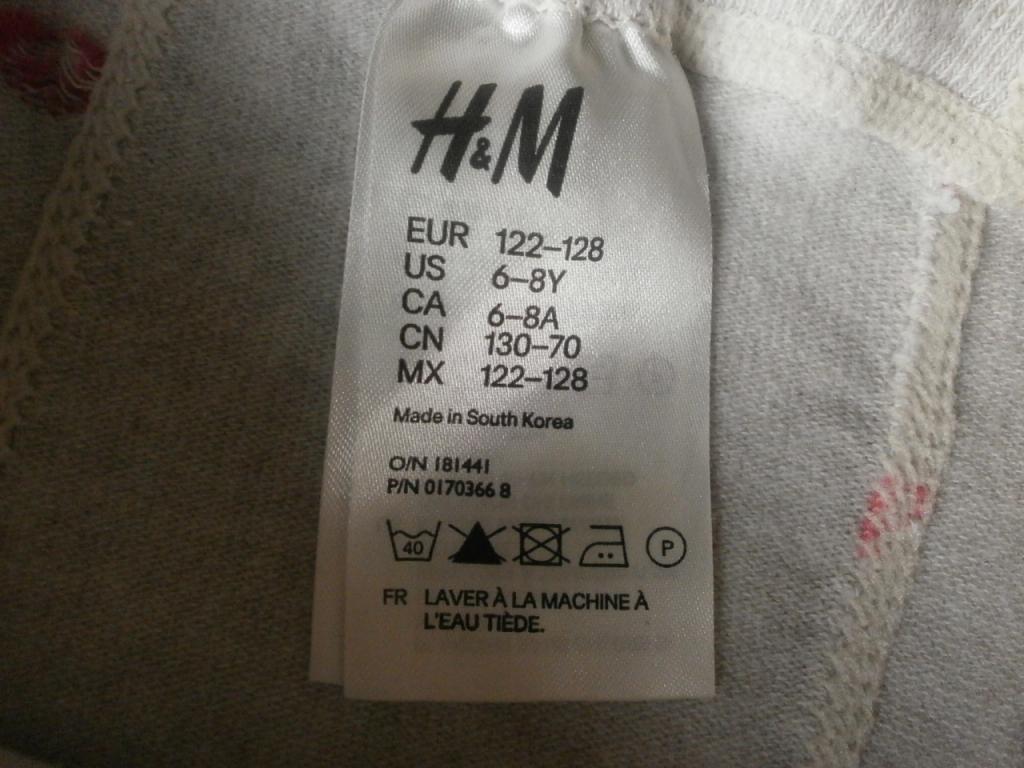 H&M
EUR 122–128
US 6–8Y
CA 6–8A
CN 130–70
MX 122–128
Made in South Korea
O/N 181441
P/N 0170366 8
40 P
FR LAVER À LA MACHINE À
L'EAU TIÈDE.